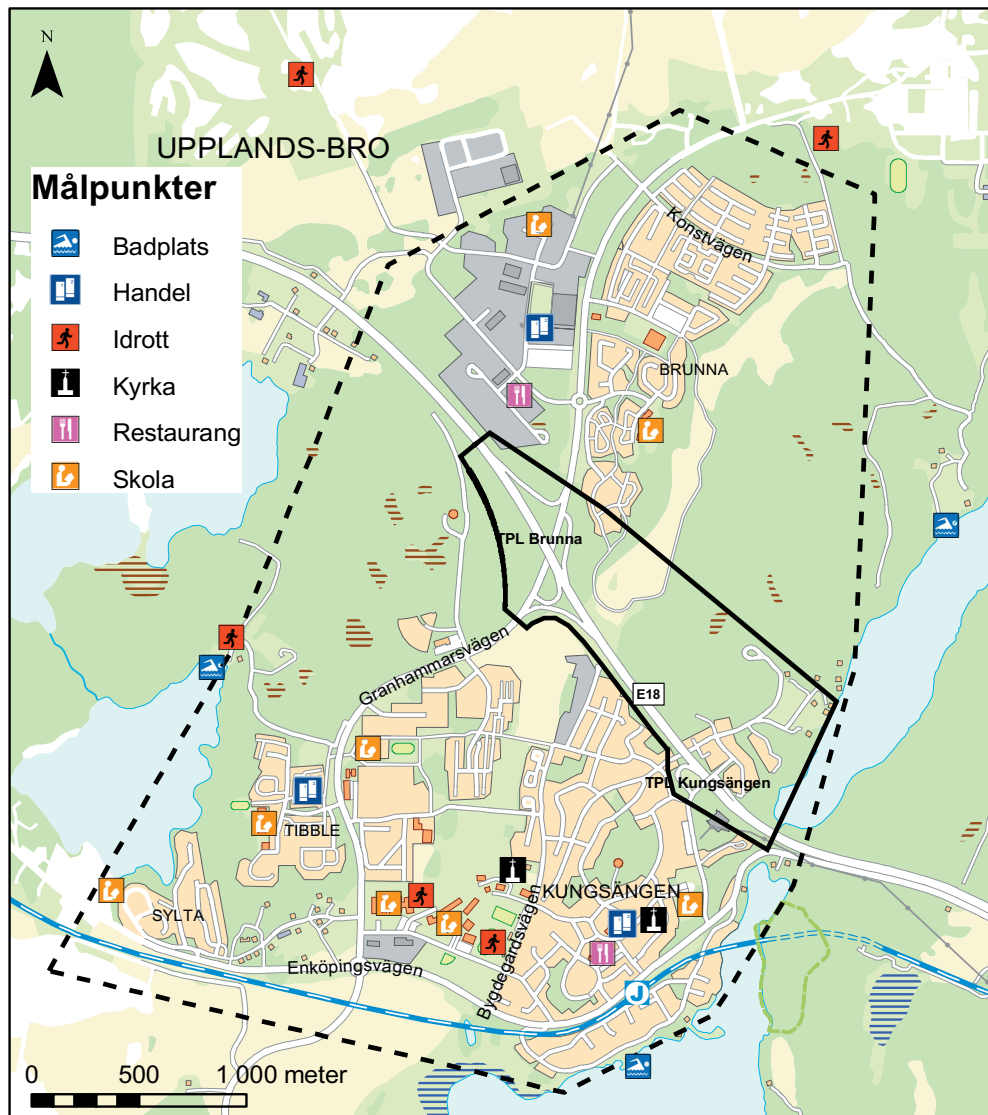 N
UPPLANDS-BRO
Målpunkter
Badplats
Handel
Idrott
Kyrka
Restaurang
Skola
Konstvägen
BRUNNA
TPL Brunna
Granhammarsvägen
E18
TPL Kungsängen
TIBBLE
KUNGSÄNGEN
SYLTA
Bygdegårdsvägen
Enköpingsvägen
J
0 500 1 000 meter